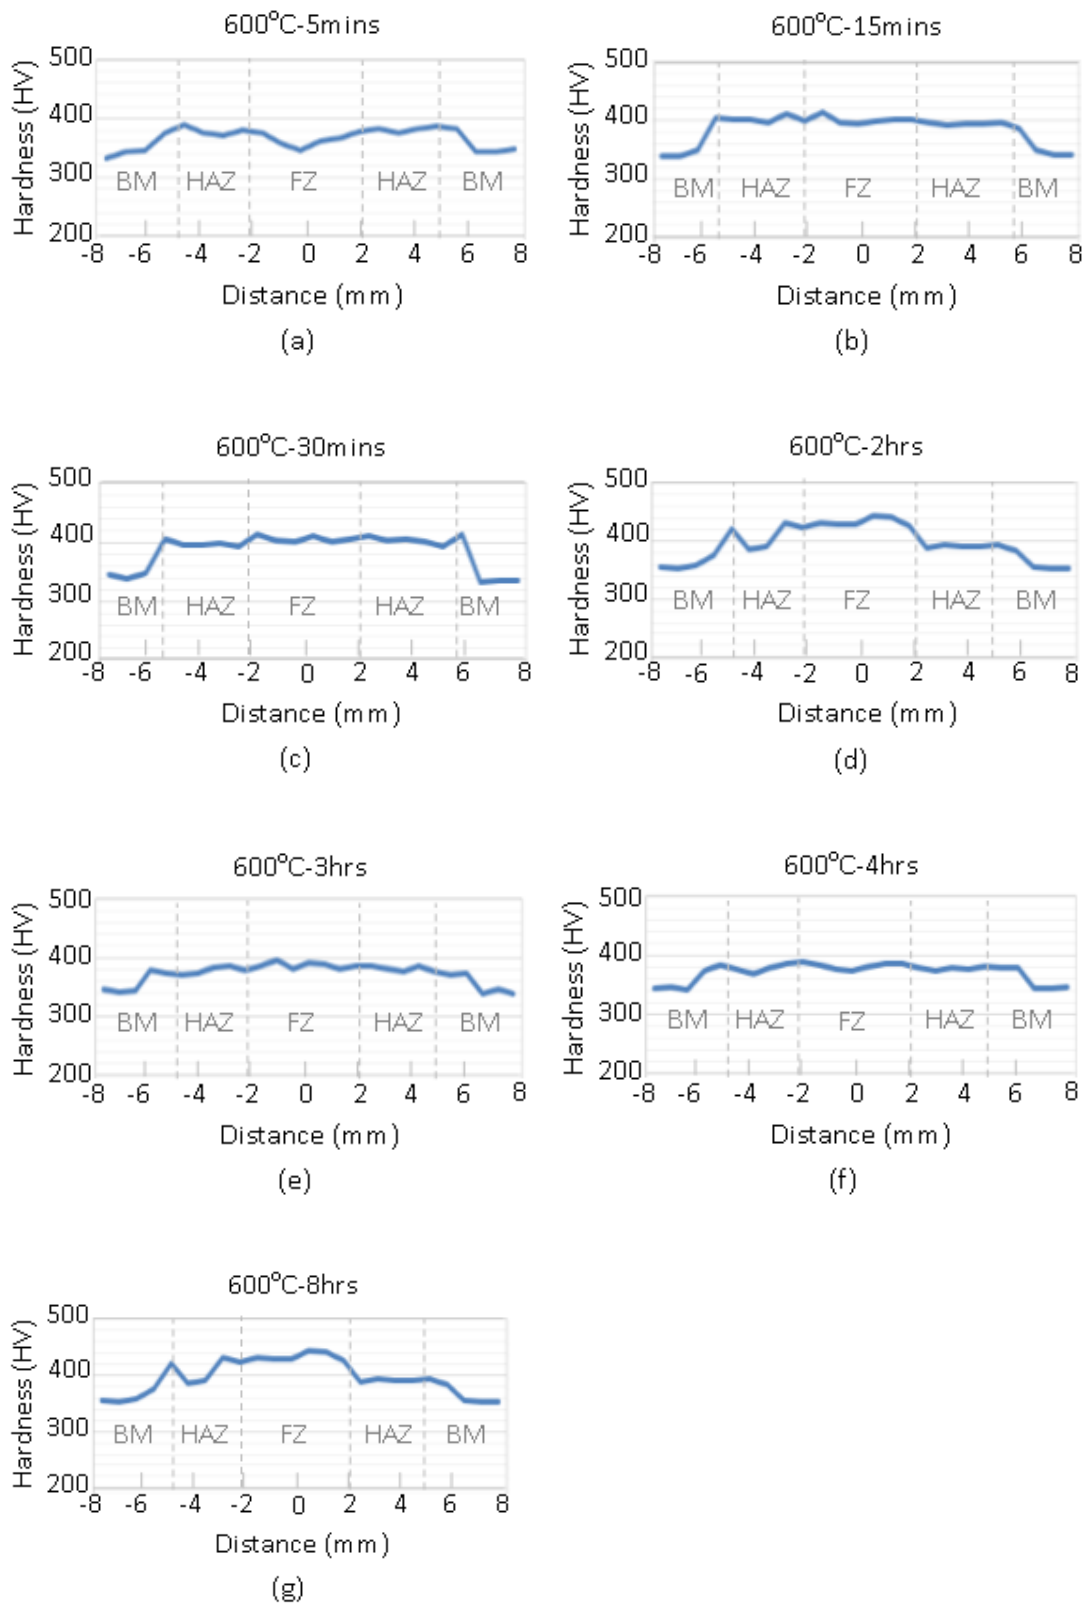 600°C-5mins
600°C-15mins
Hardness (HV)
500
400
300
200
BM
HAZ
FZ
HAZ
BM
-8 -6 -4 -2 0 2 4 6 8
Distance (mm)
(a)
Hardness (HV)
500
400
300
200
BM
HAZ
FZ
HAZ
BM
-8 -6 -4 -2 0 2 4 6 8
Distance (mm)
(b)
600°C-30mins
Hardness (HV)
500
400
300
200
BM
HAZ
FZ
HAZ
BM
-8 -6 -4 -2 0 2 4 6 8
Distance (mm)
(c)
600°C-2hrs
Hardness (HV)
500
400
300
200
BM
HAZ
FZ
HAZ
BM
-8 -6 -4 -2 0 2 4 6 8
Distance (mm)
(d)
600°C-3hrs
Hardness (HV)
500
400
300
200
BM
HAZ
FZ
HAZ
BM
-8 -6 -4 -2 0 2 4 6 8
Distance (mm)
(e)
600°C-4hrs
Hardness (HV)
500
400
300
200
BM
HAZ
FZ
HAZ
BM
-8 -6 -4 -2 0 2 4 6 8
Distance (mm)
(f)
600°C-8hrs
Hardness (HV)
500
400
300
200
BM
HAZ
FZ
HAZ
BM
-8 -6 -4 -2 0 2 4 6 8
Distance (mm)
(g)